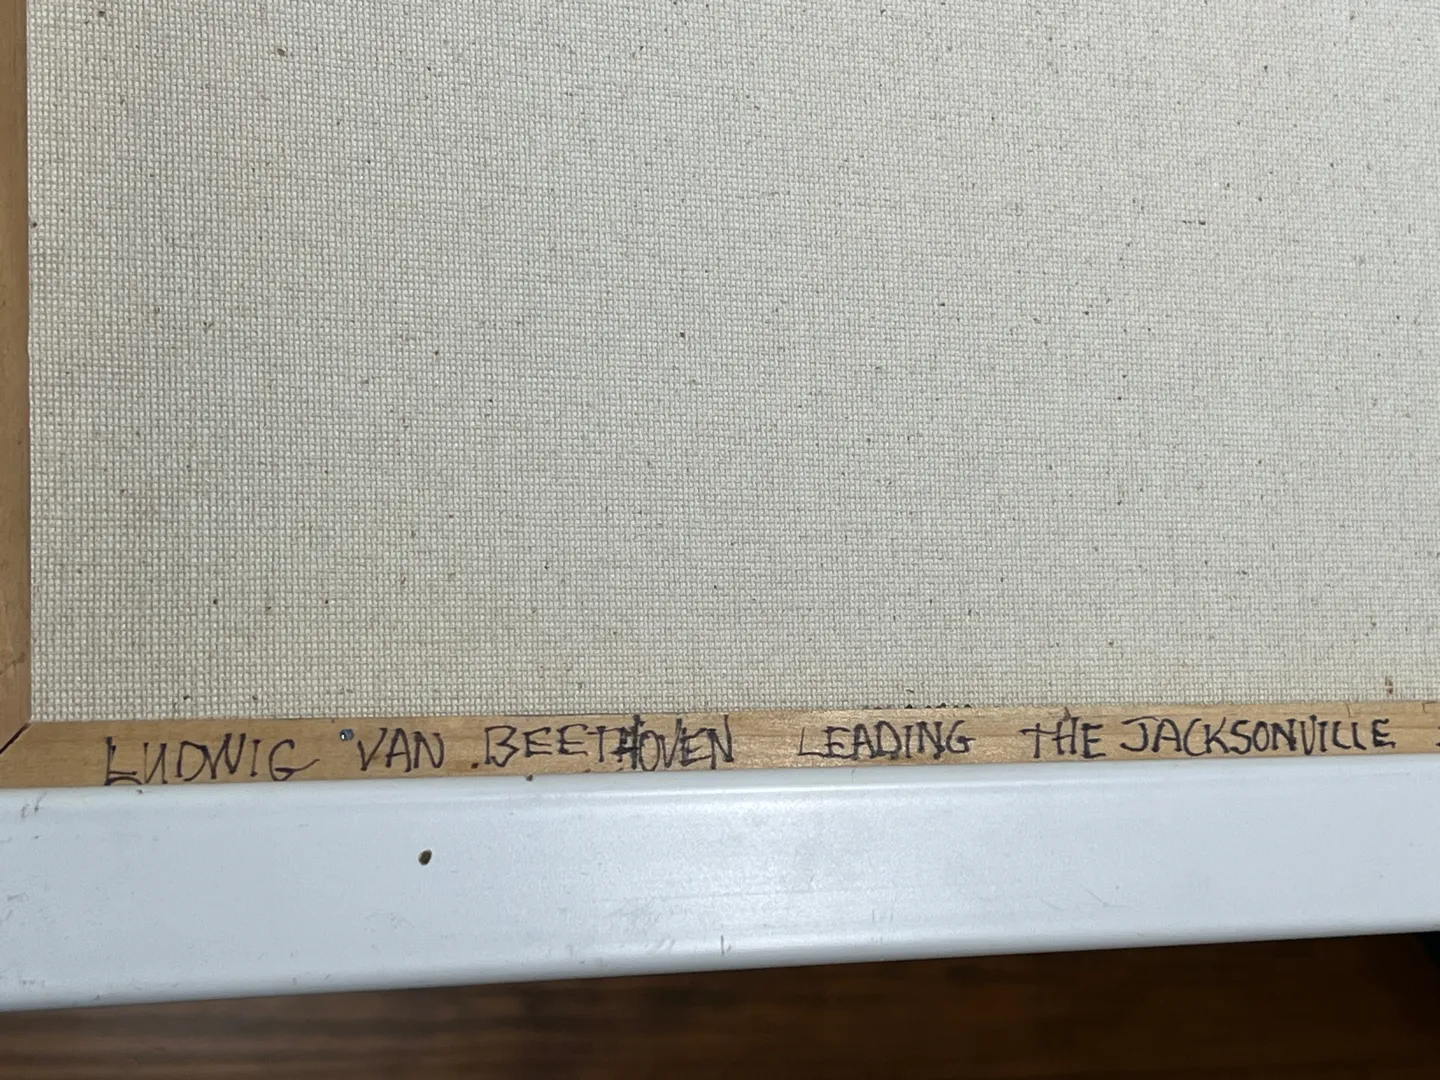 LUDWIG VAN BEETHOVEN LEADING THE JACKSONVILLE